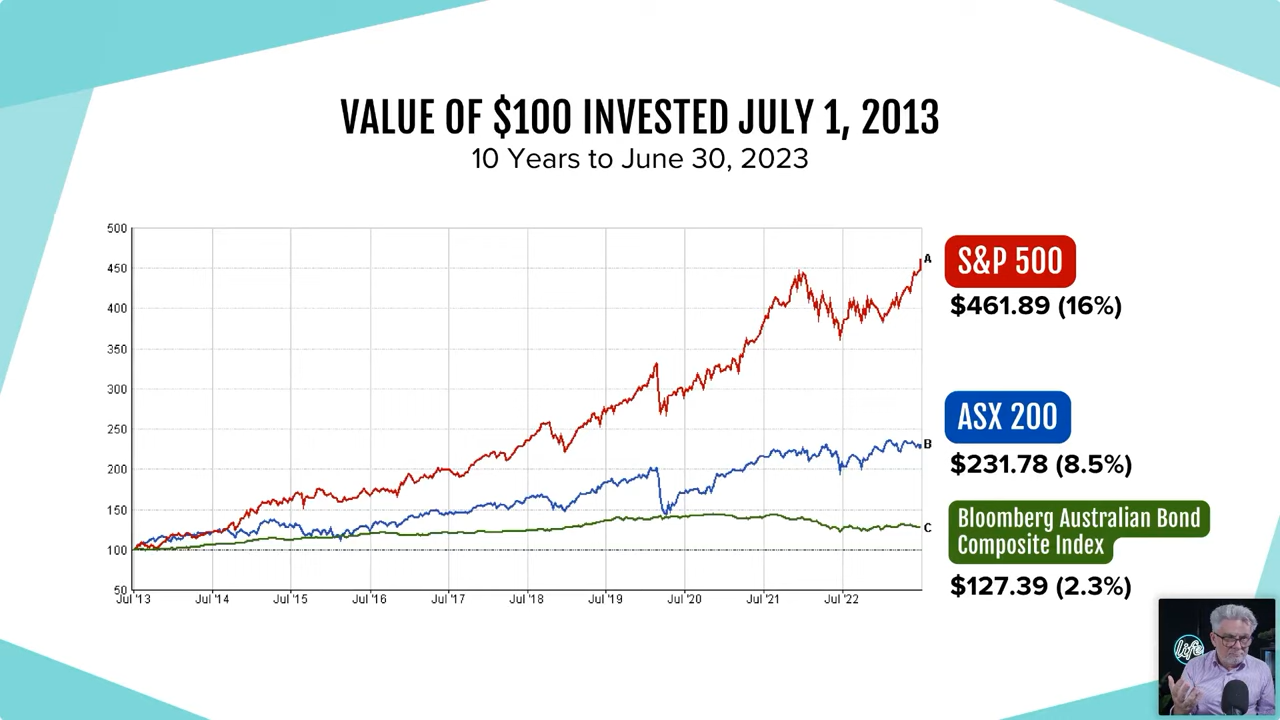 VALUE OF $100 INVESTED JULY 1, 2013
10 Years to June 30, 2023
500
450
400
350
300
250
200
150
100
50
Jul '13
Jul '14
Jul '15
Jul '16
Jul '17
Jul '18
Jul '19
Jul '20
Jul '21
Jul '22
A
S&P 500
$461.89 (16%)
B
ASX 200
$231.78 (8.5%)
C
Bloomberg Australian Bond
Composite Index
$127.39 (2.3%)
life